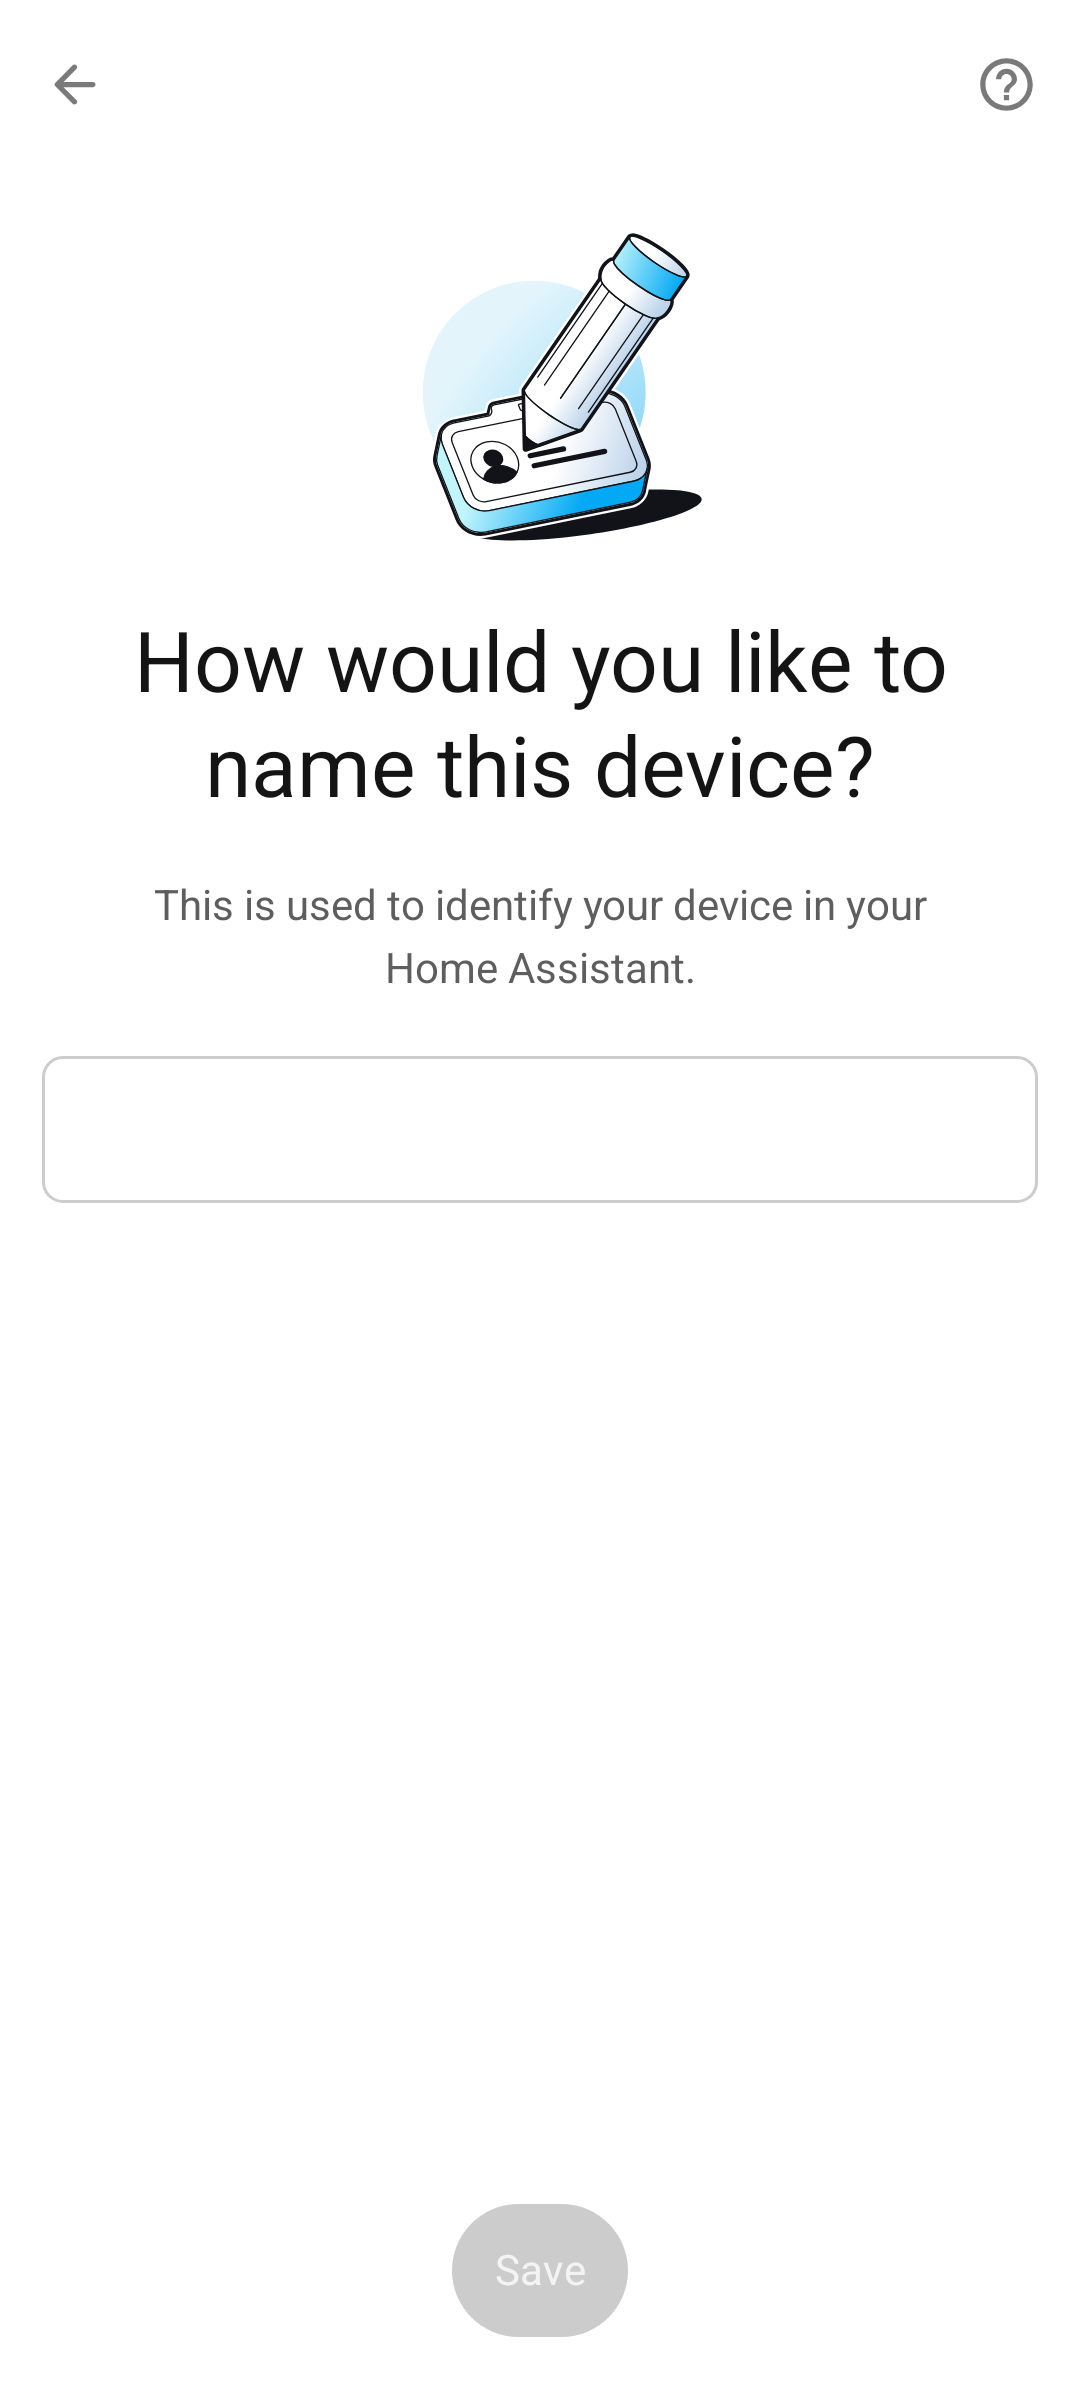 How would you like to
name this device?
This is used to identify your device in your
Home Assistant.
Save